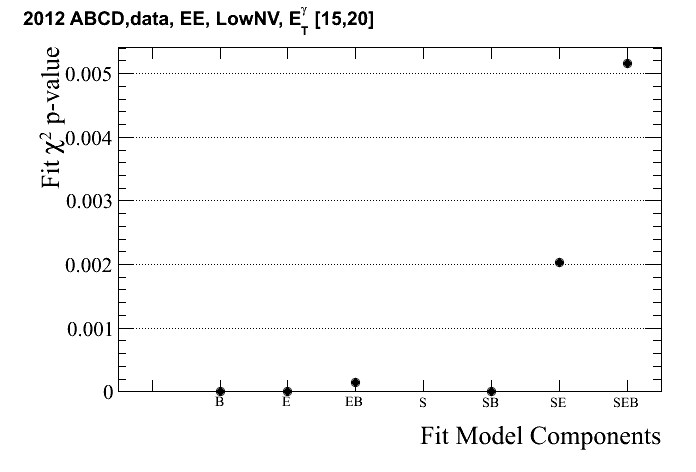 2012 ABCD,data, EE, LowNV, E_T^γ [15,20]
Fit χ² p-value
0.005
0.004
0.003
0.002
0.001
0
B E EB S SB SE SEB
Fit Model Components